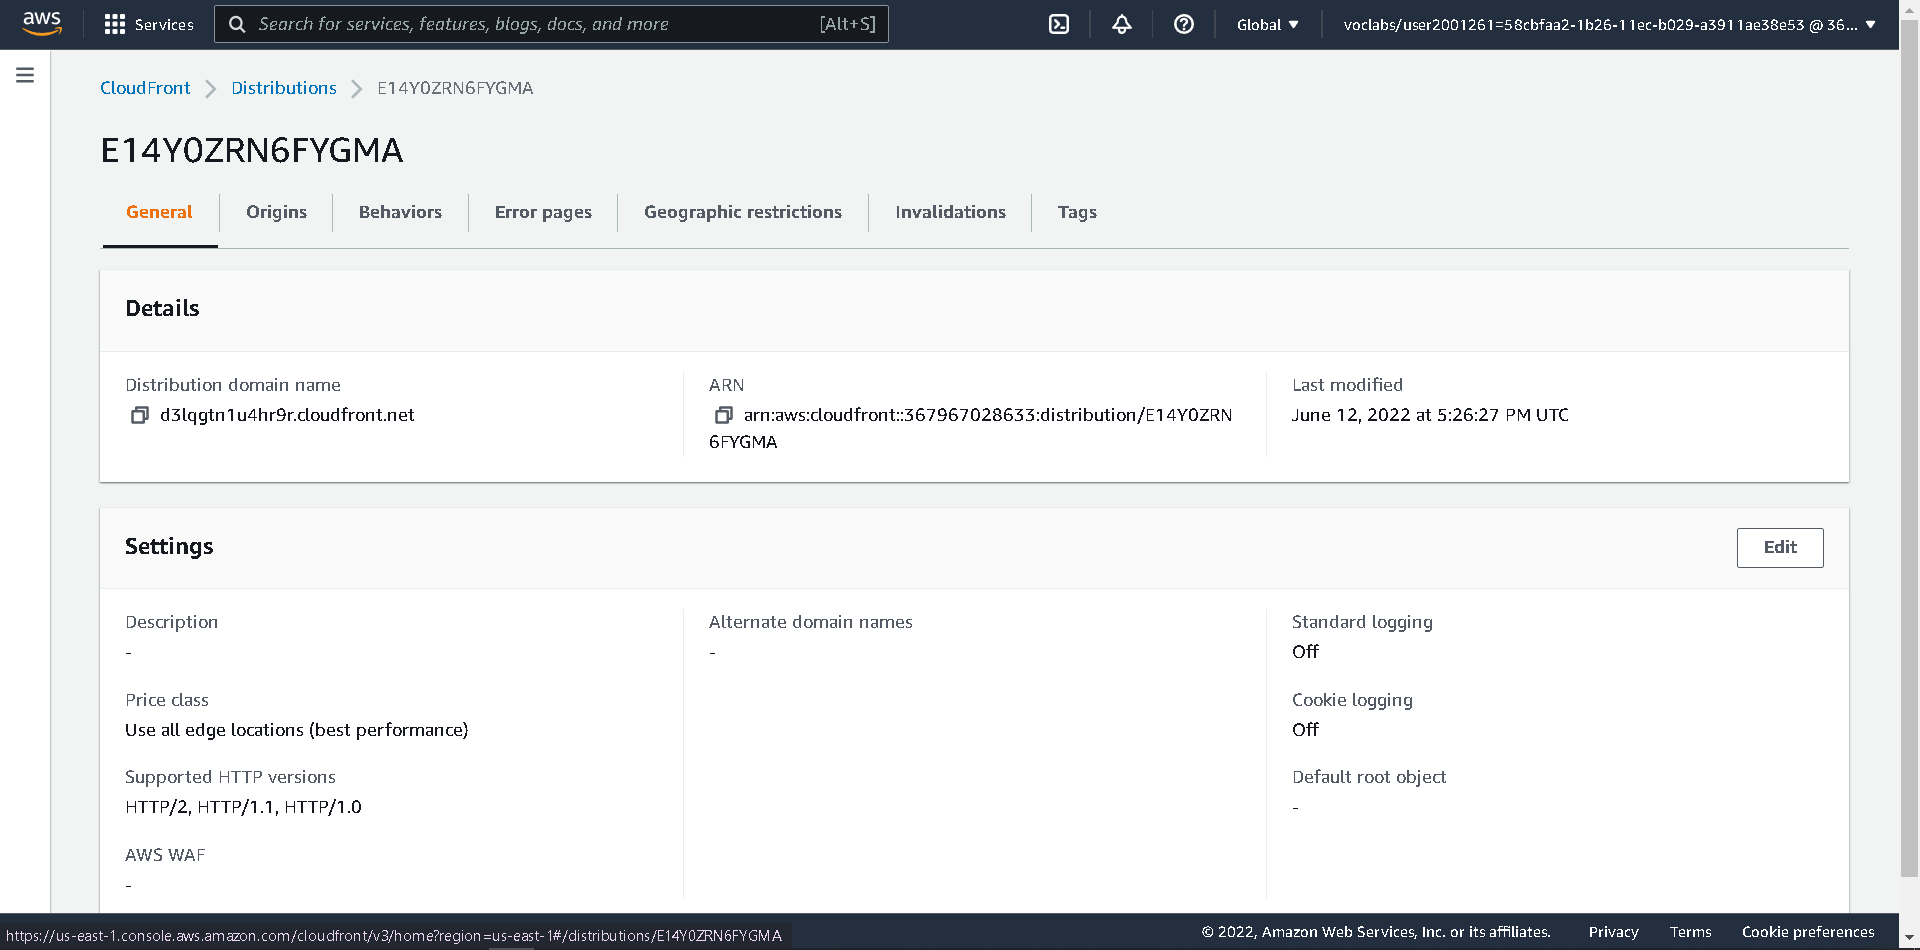 aws
Services
Search for services, features, blogs, docs, and more [Alt+S]
Global
voclabs/user2001261=58cbfaa2-1b26-11ec-b029-a3911ae38e53 @ 36...
CloudFront
Distributions
E14Y0ZRN6FYGMA
E14Y0ZRN6FYGMA
General
Origins
Behaviors
Error pages
Geographic restrictions
Invalidations
Tags
Details
Distribution domain name
d3lqgtn1u4hr9r.cloudfront.net
ARN
arn:aws:cloudfront::367967028633:distribution/E14Y0ZRN
6FYGMA
Last modified
June 12, 2022 at 5:26:27 PM UTC
Settings
Edit
Description
-
Price class
Use all edge locations (best performance)
Supported HTTP versions
HTTP/2, HTTP/1.1, HTTP/1.0
AWS WAF
-
Alternate domain names
-
Standard logging
Off
Cookie logging
Off
Default root object
-
https://us-east-1.console.aws.amazon.com/cloudfront/v3/home?region=us-east-1#/distributions/E14Y0ZRN6FYGMA
© 2022, Amazon Web Services, Inc. or its affiliates.
Privacy
Terms
Cookie preferences